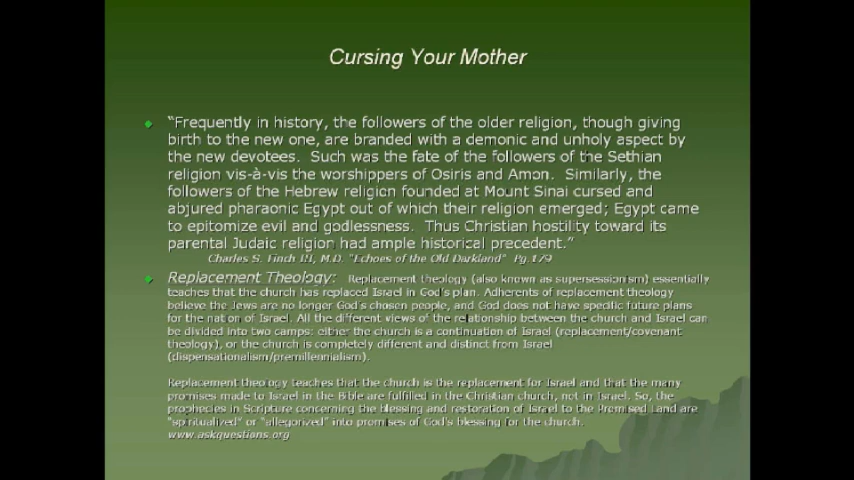 Cursing Your Mother
“Frequently in history, the followers of the older religion, though giving
birth to the new one, are branded with a demonic and unholy aspect by
the new devotees. Such was the fate of the followers of the Sethian
religion vis-à-vis the worshippers of Osiris and Amon. Similarly, the
followers of the Hebrew religion founded at Mount Sinai cursed and
abjured pharaonic Egypt out of which their religion emerged; Egypt came
to epitomize evil and godlessness. Thus Christian hostility toward its
parental Judaic religion had ample historical precedent.”
Charles S. Finch III, M.D. “Echoes of the Old Darkland” Pg.179
Replacement Theology: Replacement theology (also known as supersessionism) essentially
teaches that the church has replaced Israel in God’s plan. Adherents of replacement theology
believe the Jews are no longer God’s chosen people, and God does not have specific future plans
for the nation of Israel. All the different views of the relationship between the church and Israel can
be divided into two camps: either the church is a continuation of Israel (replacement/covenant
theology), or the church is completely different and distinct from Israel
(dispensationalism/premillennialism).
Replacement theology teaches that the church is the replacement for Israel and that the many
promises made to Israel in the Bible are fulfilled in the Christian church, not in Israel. So, the
prophecies in Scripture concerning the blessing and restoration of Israel to the Promised Land are
“spiritualized” or “allegorized” into promises of God’s blessing for the church.
www.askquestions.org